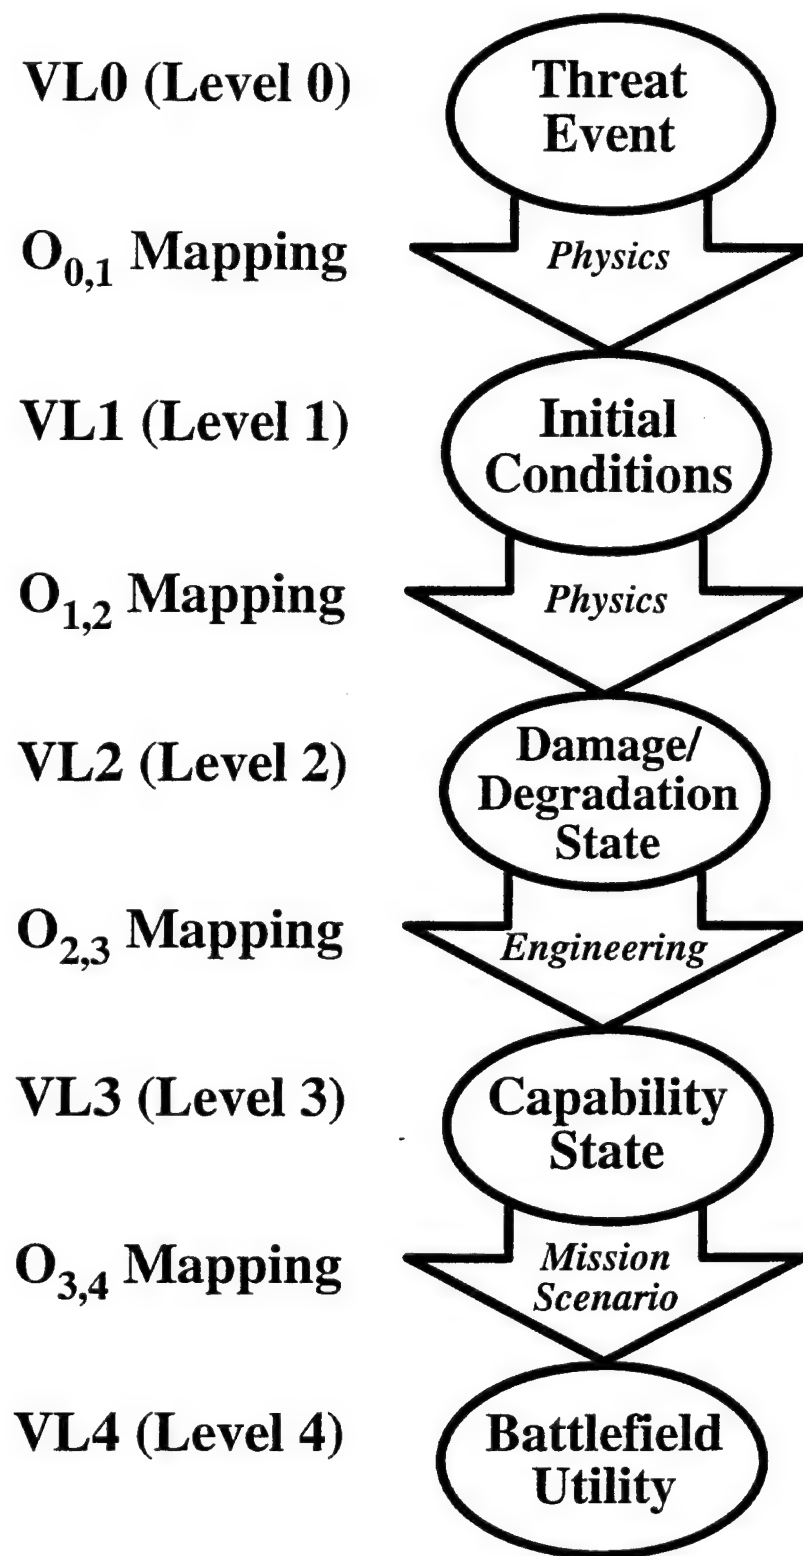 VL0 (Level 0)
Threat
Event
O0,1 Mapping
Physics
VL1 (Level 1)
Initial
Conditions
O1,2 Mapping
Physics
VL2 (Level 2)
Damage/
Degradation
State
O2,3 Mapping
Engineering
VL3 (Level 3)
Capability
State
O3,4 Mapping
Mission
Scenario
VL4 (Level 4)
Battlefield
Utility